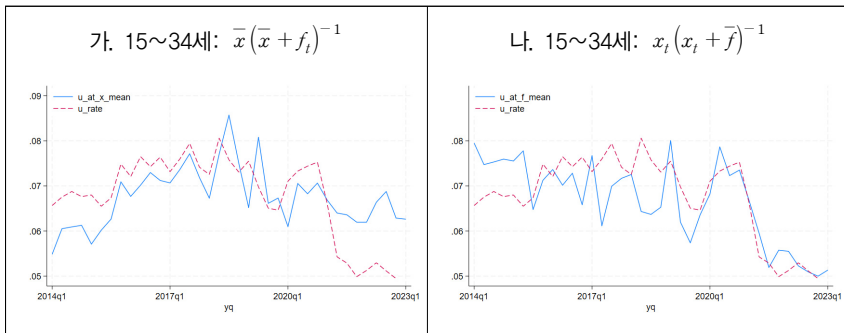 가. 15～34세: x̄(x̄ + f_t)^{-1}
나. 15～34세: x_t(x_t + f̄)^{-1}
u_at_x_mean
u_rate
.09
.08
.07
.06
.05
2014q1 2017q1 2020q1 2023q1
yq
u_at_f_mean
u_rate
.09
.08
.07
.06
.05
2014q1 2017q1 2020q1 2023q1
yq